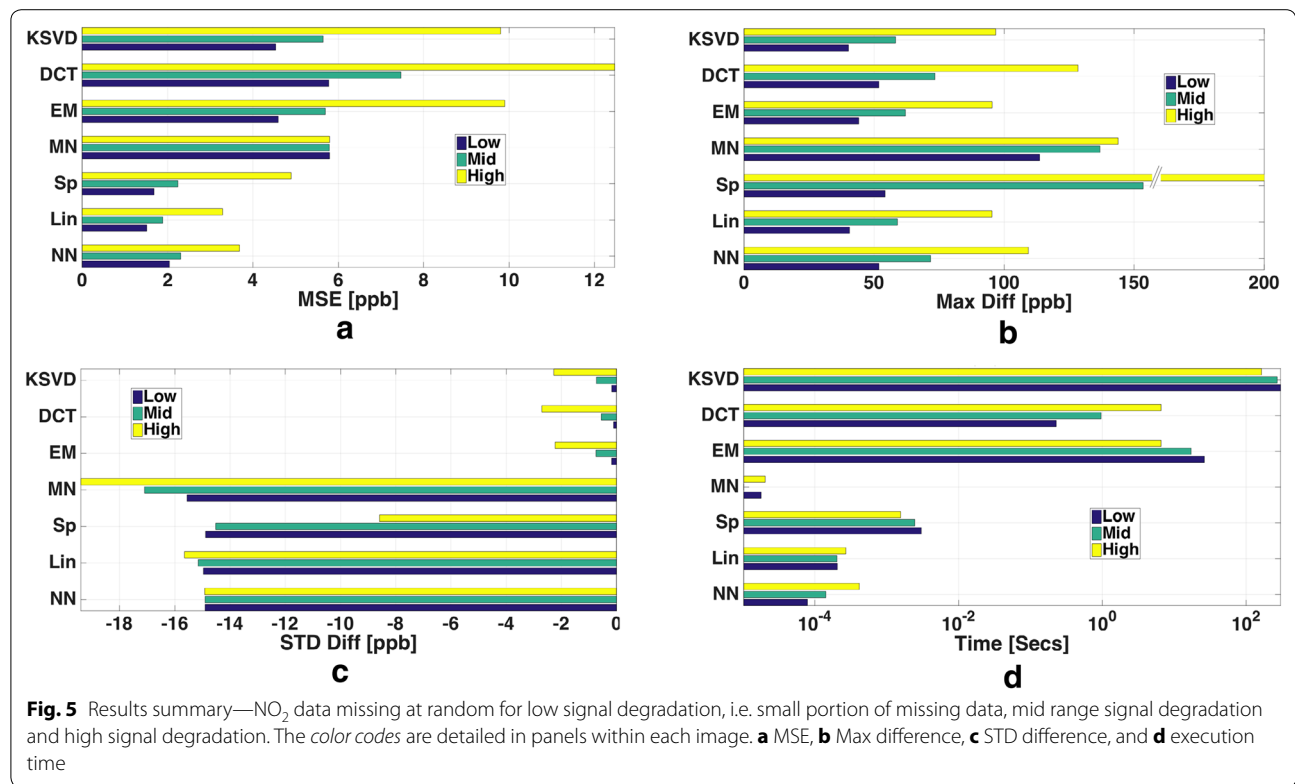 KSVD
DCT
EM
MN
Sp
Lin
NN
Low
Mid
High
0 2 4 6 8 10 12
MSE [ppb]
a
KSVD
DCT
EM
MN
Sp
Lin
NN
Low
Mid
High
0 50 100 150 200
Max Diff [ppb]
b
KSVD
DCT
EM
MN
Sp
Lin
NN
Low
Mid
High
-18 -16 -14 -12 -10 -8 -6 -4 -2 0
STD Diff [ppb]
c
KSVD
DCT
EM
MN
Sp
Lin
NN
Low
Mid
High
10⁻⁴ 10⁻² 10⁰ 10²
Time [Secs]
d
Fig. 5 Results summary—NO₂ data missing at random for low signal degradation, i.e. small portion of missing data, mid range signal degradation
and high signal degradation. The color codes are detailed in panels within each image. a MSE, b Max difference, c STD difference, and d execution
time